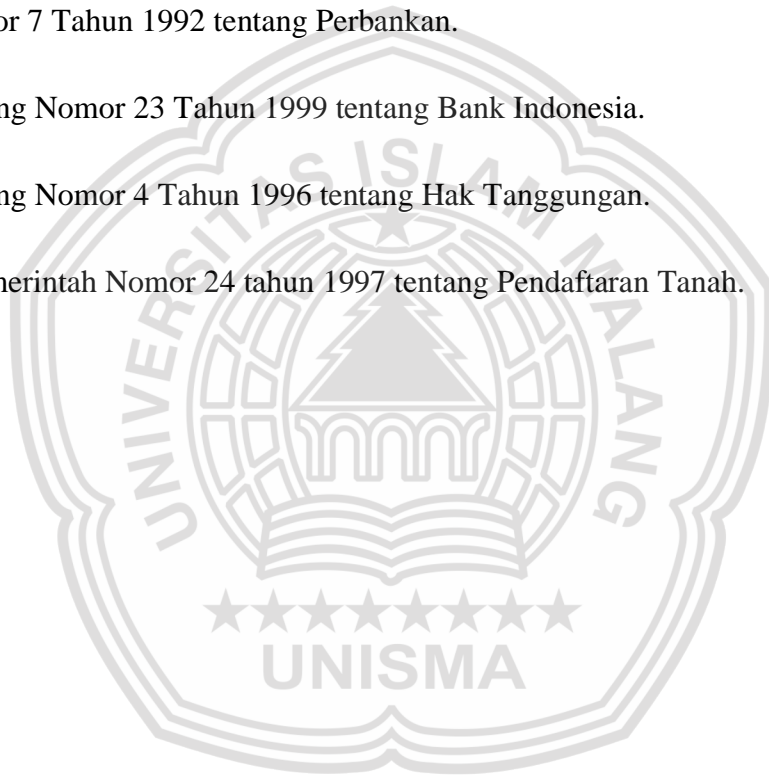 or 7 Tahun 1992 tentang Perbankan.
ng Nomor 23 Tahun 1999 tentang Bank Indonesia.
ng Nomor 4 Tahun 1996 tentang Hak Tanggungan.
erintah Nomor 24 tahun 1997 tentang Pendaftaran Tanah.
UNIVERSITAS ISLAM MALANG
UNISMA